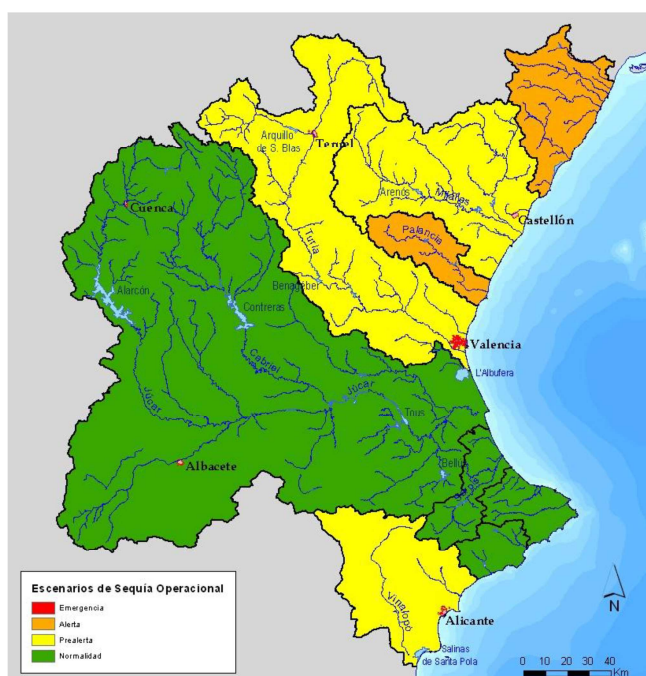 Arquillo
de S. Blas
Teruel
Arenós
Mijares
Castellón
Cuenca
Palancia
Turia
Alarcón
Benageber
Contreras
Valencia
L'Albufera
Cabriel
Júcar
Júcar
Tous
Albacete
Bellús
Escenarios de Sequía Operacional
Emergencia
Alerta
Prealerta
Normalidad
Vinalopó
Alicante
Salinas
de Santa Pola
N
0 10 20 30 40
Km